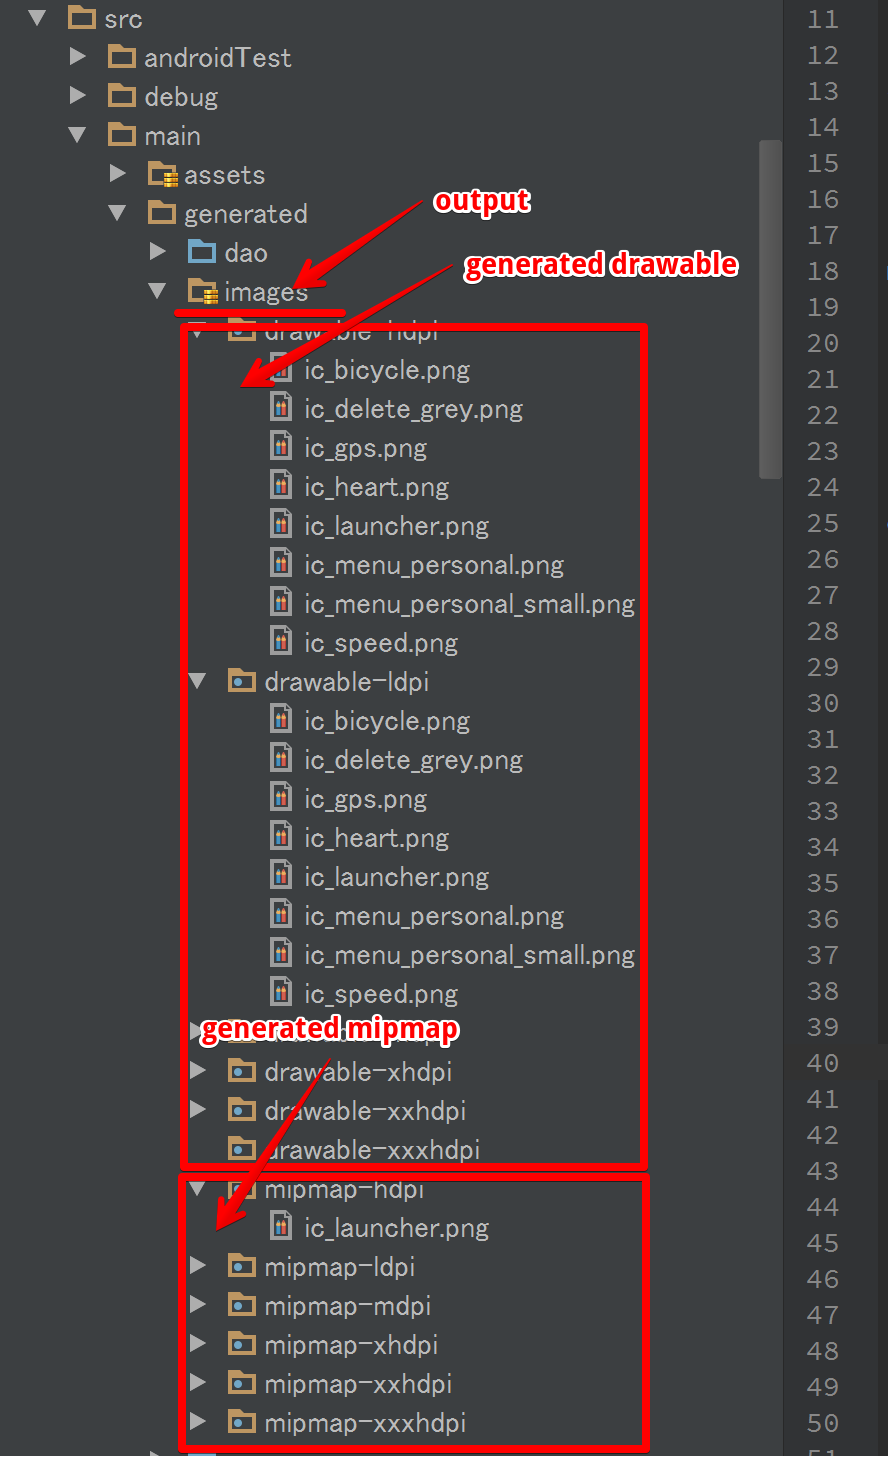 src
androidTest
debug
main
assets
generated
output
dao
generated drawable
images
drawable-hdpi
ic_bicycle.png
ic_delete_grey.png
ic_gps.png
ic_heart.png
ic_launcher.png
ic_menu_personal.png
ic_menu_personal_small.png
ic_speed.png
drawable-ldpi
ic_bicycle.png
ic_delete_grey.png
ic_gps.png
ic_heart.png
ic_launcher.png
ic_menu_personal.png
ic_menu_personal_small.png
ic_speed.png
generated mipmap
drawable-xhdpi
drawable-xxhdpi
drawable-xxxhdpi
mipmap-hdpi
ic_launcher.png
mipmap-ldpi
mipmap-mdpi
mipmap-xhdpi
mipmap-xxhdpi
mipmap-xxxhdpi
11
12
13
14
15
16
17
18
19
20
21
22
23
24
25
26
27
28
29
30
31
32
33
34
35
36
37
38
39
40
41
42
43
44
45
46
47
48
49
50
51